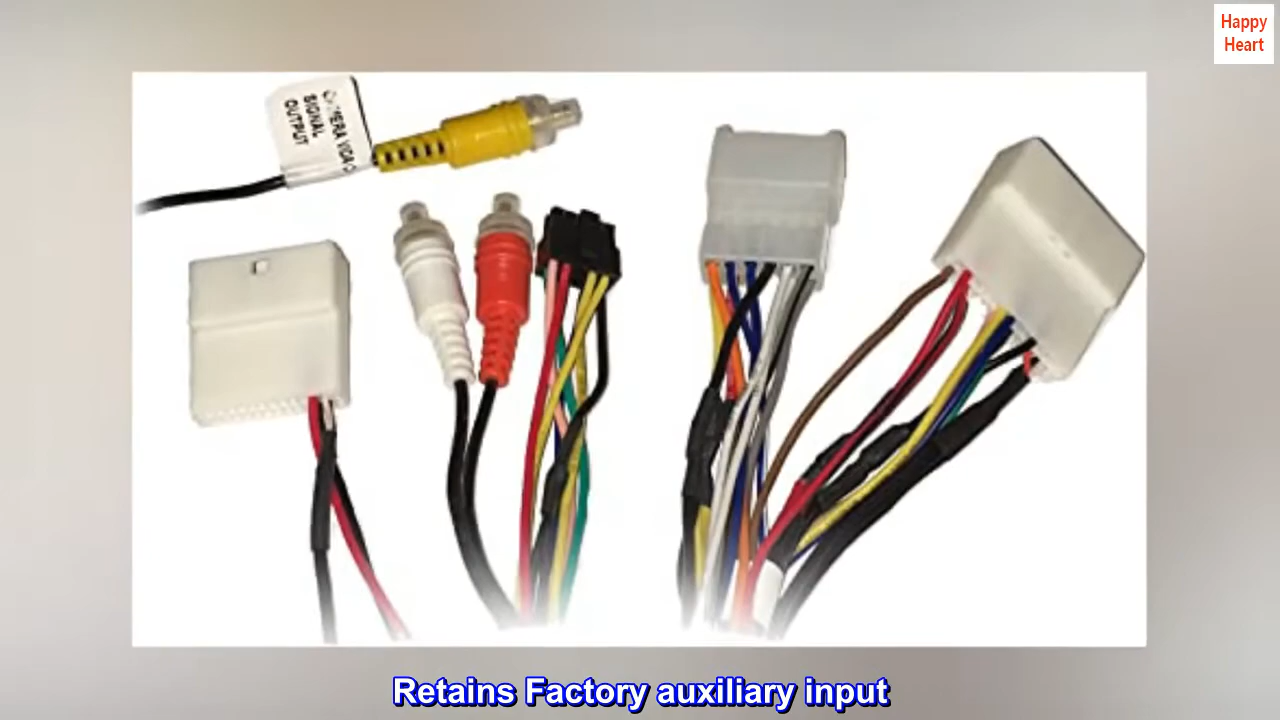 Happy
Heart
SIGNAL
OUTPUT
Retains Factory auxiliary input